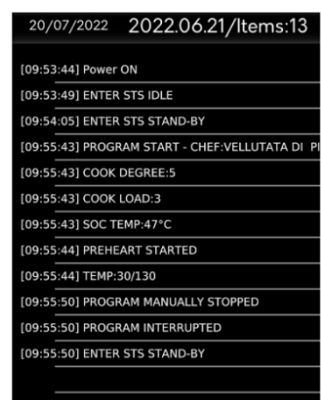 20/07/2022 2022.06.21/Items:13
[09:53:44] Power ON
[09:53:49] ENTER STS IDLE
[09:54:05] ENTER STS STAND-BY
[09:55:43] PROGRAM START - CHEF:VELLUTATA DI PI
[09:55:43] COOK DEGREE:5
[09:55:43] COOK LOAD:3
[09:55:43] SOC TEMP:47°C
[09:55:44] PREHEART STARTED
[09:55:44] TEMP:30/130
[09:55:50] PROGRAM MANUALLY STOPPED
[09:55:50] PROGRAM INTERRUPTED
[09:55:50] ENTER STS STAND-BY